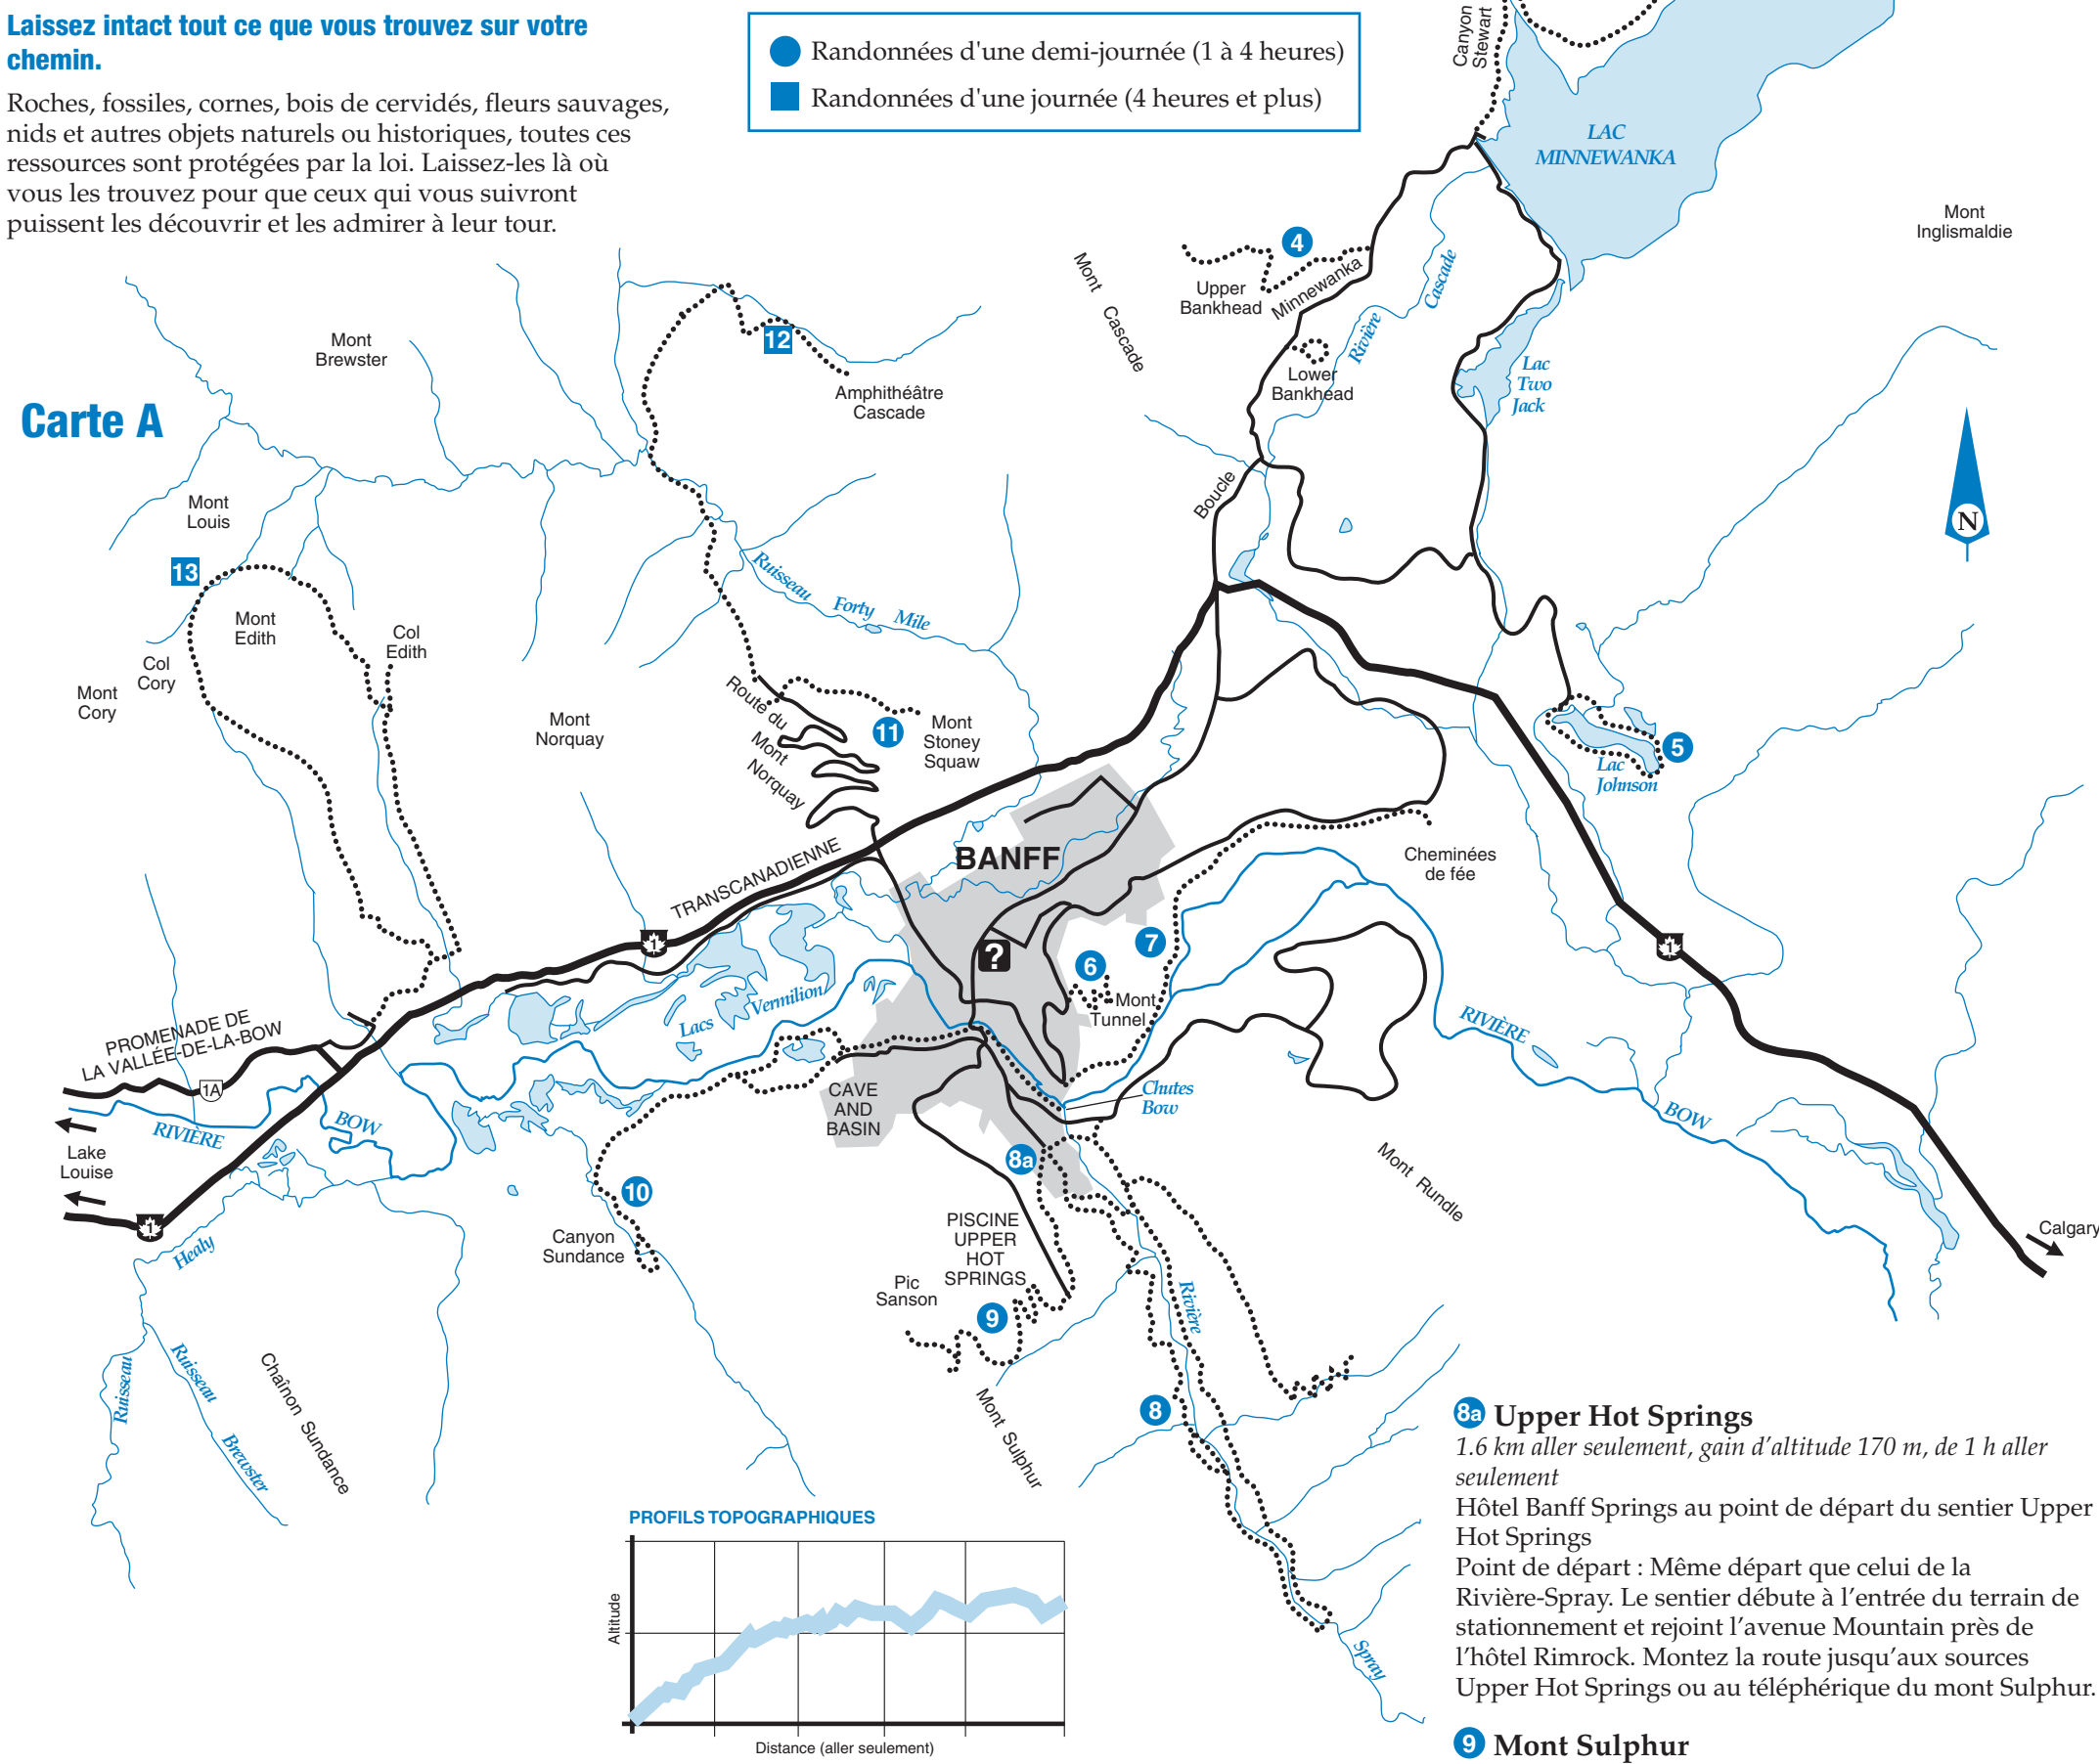 Laissez intact tout ce que vous trouvez sur votre
chemin.
Roches, fossiles, cornes, bois de cervidés, fleurs sauvages,
nids et autres objets naturels ou historiques, toutes ces
ressources sont protégées par la loi. Laissez-les là où
vous les trouvez pour que ceux qui vous suivront
puissent les découvrir et les admirer à leur tour.
Randonnées d'une demi-journée (1 à 4 heures)
Randonnées d'une journée (4 heures et plus)
Carte A
Canyon
Stewart
LAC
MINNEWANKA
Mont
Inglismaldie
4
Upper
Bankhead
Minnewanka
Mont Cascade
Rivière Cascade
Lower
Bankhead
Lac
Two
Jack
Boucle
N
12
Amphithéâtre
Cascade
Mont
Brewster
Mont
Louis
13
Mont
Edith
Col
Edith
Col
Cory
Mont
Cory
Ruisseau Forty Mile
Mont
Norquay
Route du
Mont
Norquay
11
Mont
Stoney
Squaw
5
Lac
Johnson
TRANSCANADIENNE
1
BANFF
?
Cheminées
de fée
7
6
Mont
Tunnel
1
Lacs Vermilion
PROMENADE DE
LA VALLÉE-DE-LA-BOW
1A
RIVIÈRE BOW
Lake
Louise
1
CAVE
AND
BASIN
Chutes
Bow
RIVIÈRE BOW
Mont Rundle
Calgary
8a
10
Canyon
Sundance
PISCINE
UPPER
HOT
SPRINGS
Pic
Sanson
9
Healy
Ruisseau
Ruisseau Brewster
Chaînon Sundance
Mont Sulphur
Rivière
8
Spray
PROFILS TOPOGRAPHIQUES
Altitude
Distance (aller seulement)
8a Upper Hot Springs
1.6 km aller seulement, gain d'altitude 170 m, de 1 h aller
seulement
Hôtel Banff Springs au point de départ du sentier Upper
Hot Springs
Point de départ : Même départ que celui de la
Rivière-Spray. Le sentier débute à l'entrée du terrain de
stationnement et rejoint l'avenue Mountain près de
l'hôtel Rimrock. Montez la route jusqu'aux sources
Upper Hot Springs ou au téléphérique du mont Sulphur.
9 Mont Sulphur